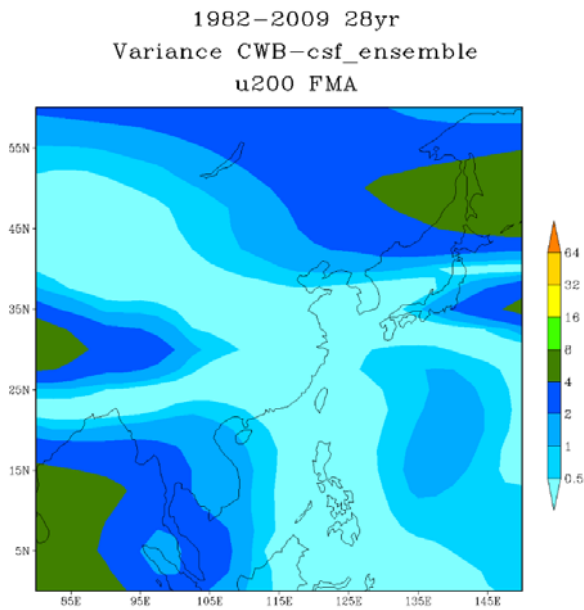 1982-2009 28yr
Variance CWB-csf_ensemble
u200 FMA
55N
45N
35N
25N
15N
5N
85E 95E 105E 115E 125E 135E 145E
64
32
16
8
4
2
1
0.5